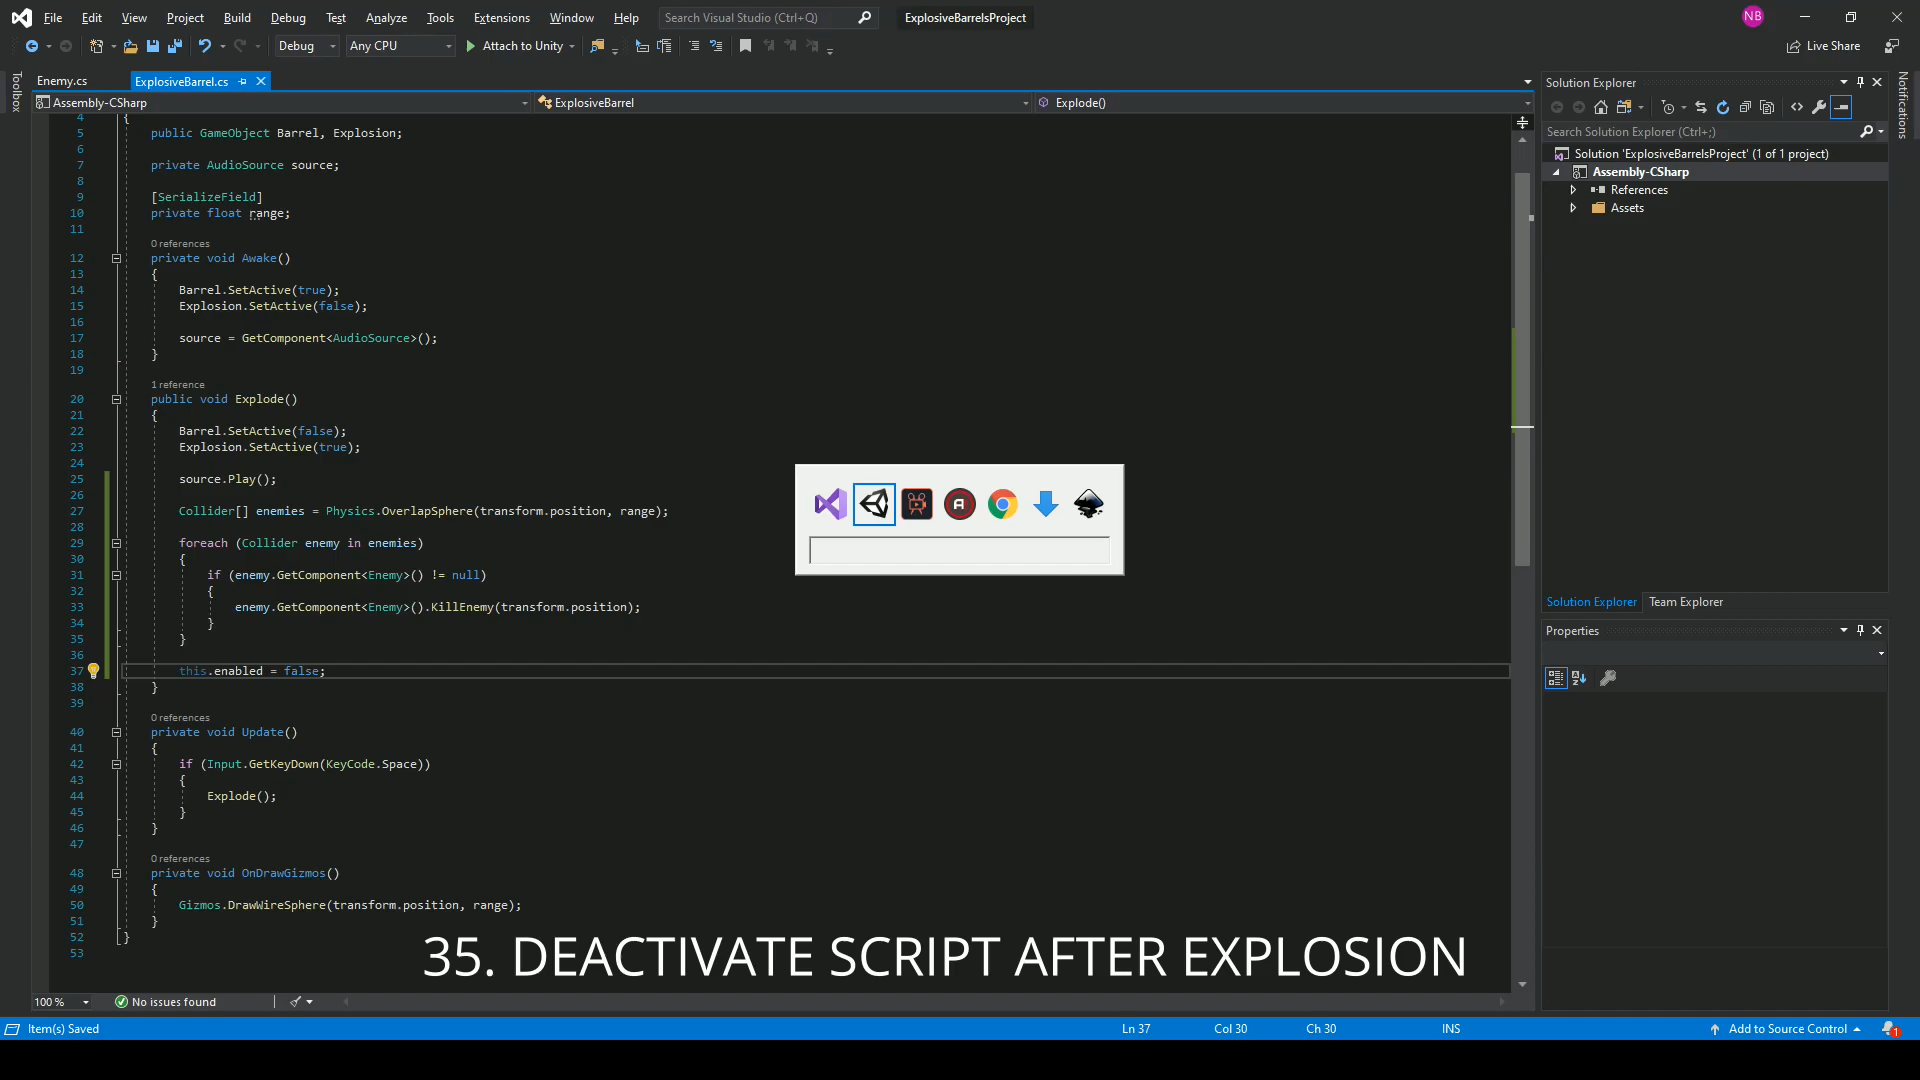 File Edit View Project Build Debug Test Analyze Tools Extensions Window Help Search Visual Studio (Ctrl+Q) ExplosiveBarrelsProject NB
Debug Any CPU Attach to Unity Live Share
Toolbox
Enemy.cs ExplosiveBarrel.cs
Assembly-CSharp ExplosiveBarrel Explode()
4 {
5 public GameObject Barrel, Explosion;
6
7 private AudioSource source;
8
9 [SerializeField]
10 private float range;
11
0 references
12 private void Awake()
13 {
14 Barrel.SetActive(true);
15 Explosion.SetActive(false);
16
17 source = GetComponent<AudioSource>();
18 }
19
1 reference
20 public void Explode()
21 {
22 Barrel.SetActive(false);
23 Explosion.SetActive(true);
24
25 source.Play();
26
27 Collider[] enemies = Physics.OverlapSphere(transform.position, range);
28
29 foreach (Collider enemy in enemies)
30 {
31 if (enemy.GetComponent<Enemy>() != null)
32 {
33 enemy.GetComponent<Enemy>().KillEnemy(transform.position);
34 }
35 }
36
37 this.enabled = false;
38 }
39
0 references
40 private void Update()
41 {
42 if (Input.GetKeyDown(KeyCode.Space))
43 {
44 Explode();
45 }
46 }
47
0 references
48 private void OnDrawGizmos()
49 {
50 Gizmos.DrawWireSphere(transform.position, range);
51 }
52 }
53
35. DEACTIVATE SCRIPT AFTER EXPLOSION
100 % No issues found
Item(s) Saved Ln 37 Col 30 Ch 30 INS Add to Source Control 1
Solution Explorer
Search Solution Explorer (Ctrl+;)
Solution 'ExplosiveBarrelsProject' (1 of 1 project)
Assembly-CSharp
References
Assets
Solution Explorer Team Explorer
Properties
Notifications